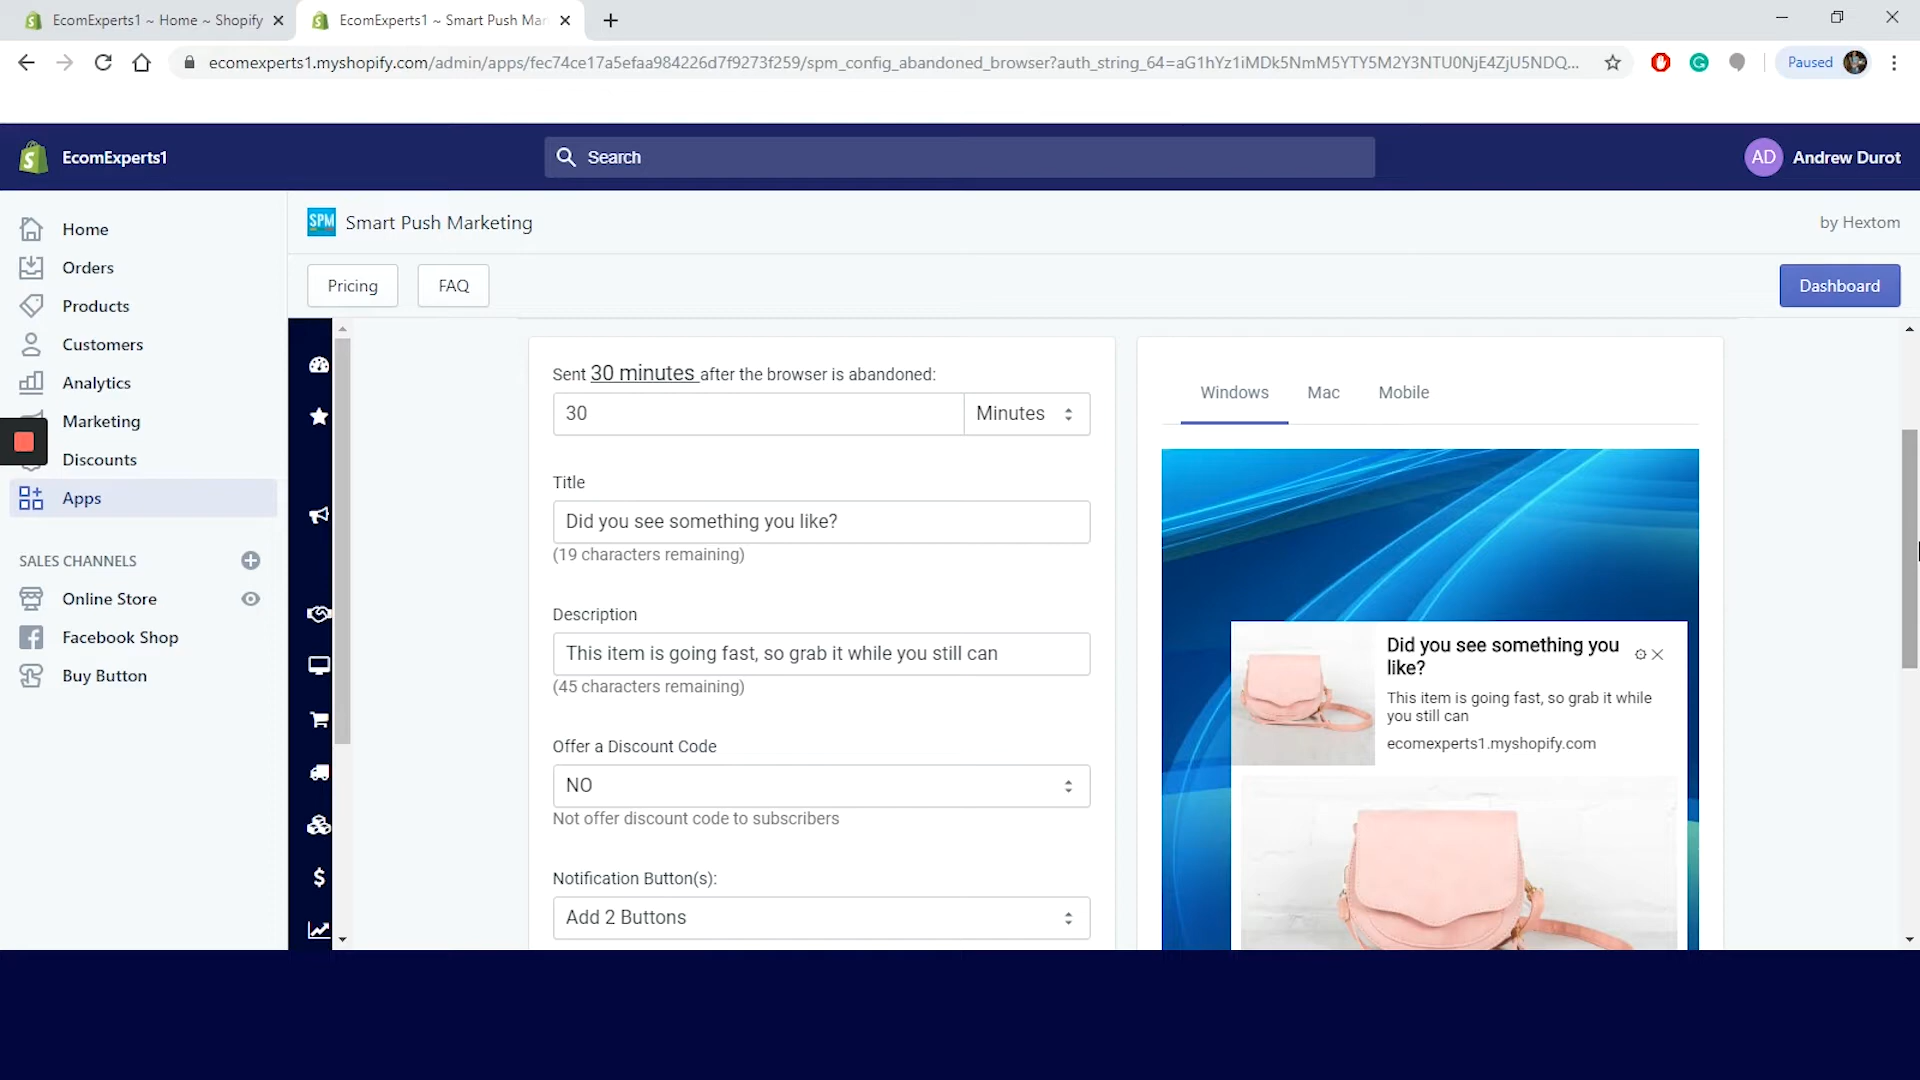 EcomExperts1 ~ Home ~ Shopify
EcomExperts1 ~ Smart Push Mar
ecomexperts1.myshopify.com/admin/apps/fec74ce17a5efaa984226d7f9273f259/spm_config_abandoned_browser?auth_string_64=aG1hYz1iMDk5NmM5YTY5M2Y3NTU0NjE4ZjU5NDQ...
Paused
EcomExperts1
Search
AD
Andrew Durot
Home
Orders
Products
Customers
Analytics
Marketing
Discounts
Apps
SALES CHANNELS
Online Store
Facebook Shop
Buy Button
SPM
Smart Push Marketing
by Hextom
Pricing
FAQ
Dashboard
Sent 30 minutes after the browser is abandoned:
30
Minutes
Title
Did you see something you like?
(19 characters remaining)
Description
This item is going fast, so grab it while you still can
(45 characters remaining)
Offer a Discount Code
NO
Not offer discount code to subscribers
Notification Button(s):
Add 2 Buttons
Windows
Mac
Mobile
Did you see something you
like?
This item is going fast, so grab it while
you still can
ecomexperts1.myshopify.com